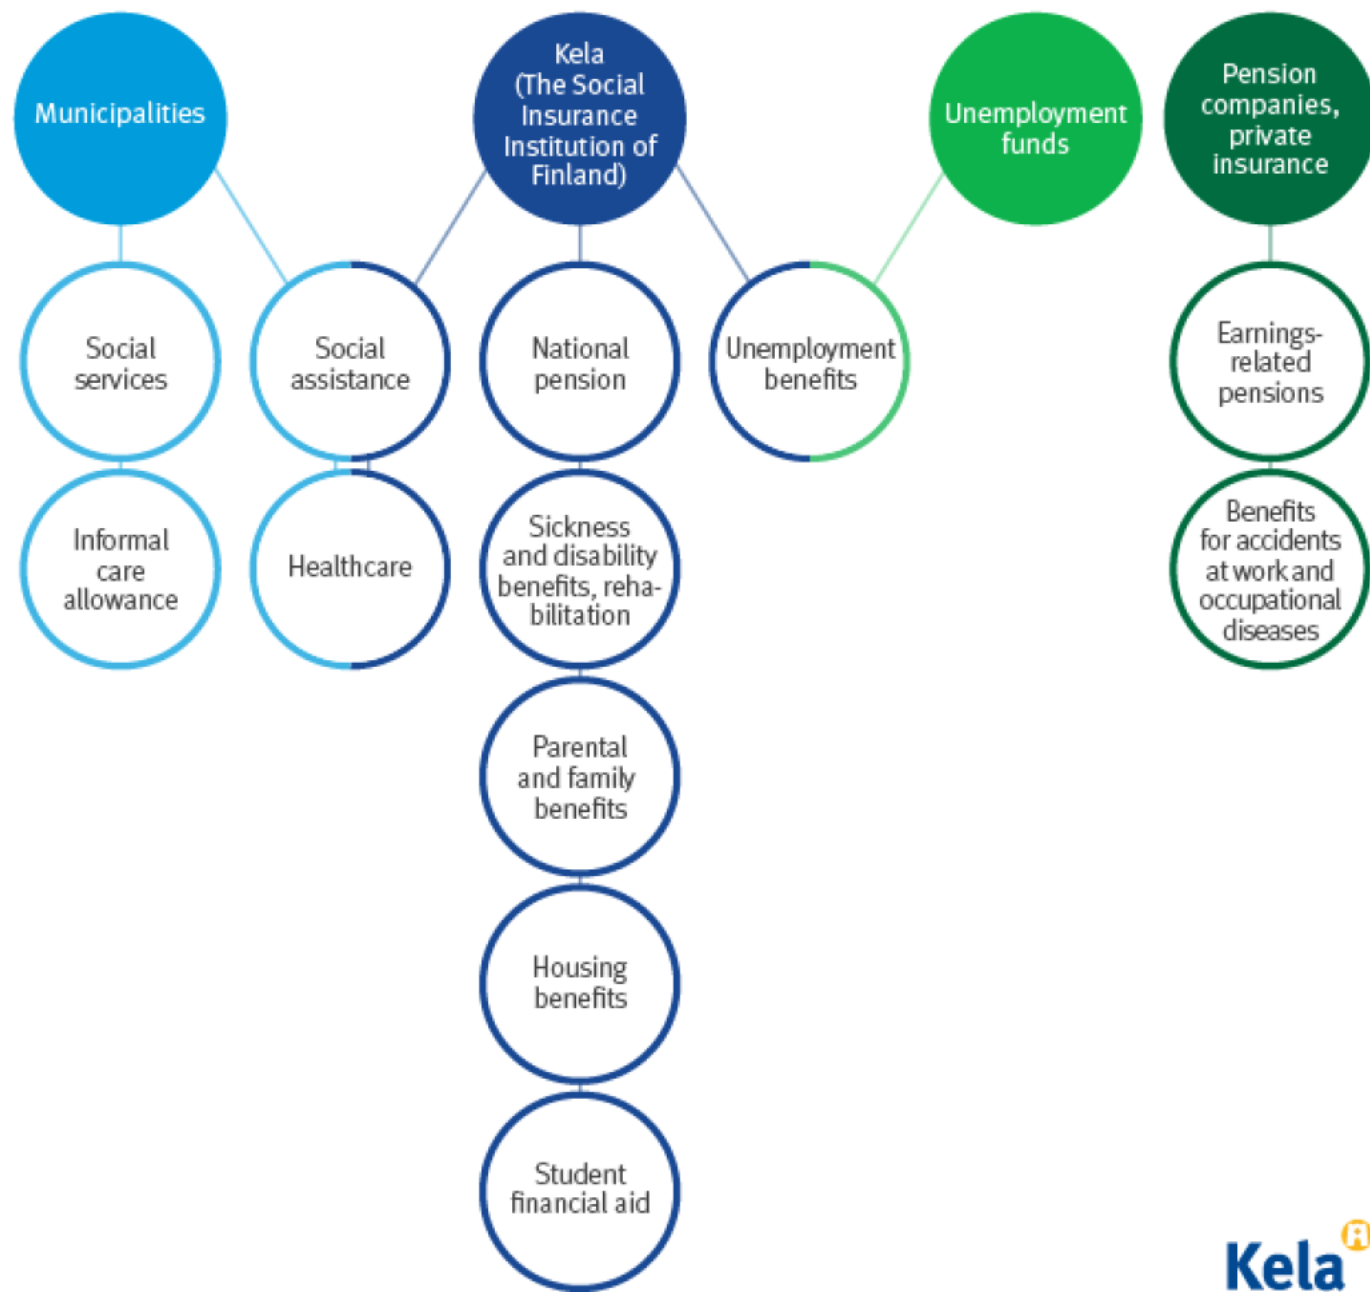 Municipalities
Kela
(The Social
Insurance
Institution of
Finland)
Unemployment
funds
Pension
companies,
private
insurance
Social
services
Social
assistance
National
pension
Unemployment
benefits
Earnings-
related
pensions
Informal
care
allowance
Healthcare
Sickness
and disability
benefits, reha-
bilitation
Benefits
for accidents
at work and
occupational
diseases
Parental
and family
benefits
Housing
benefits
Student
financial aid
Kela